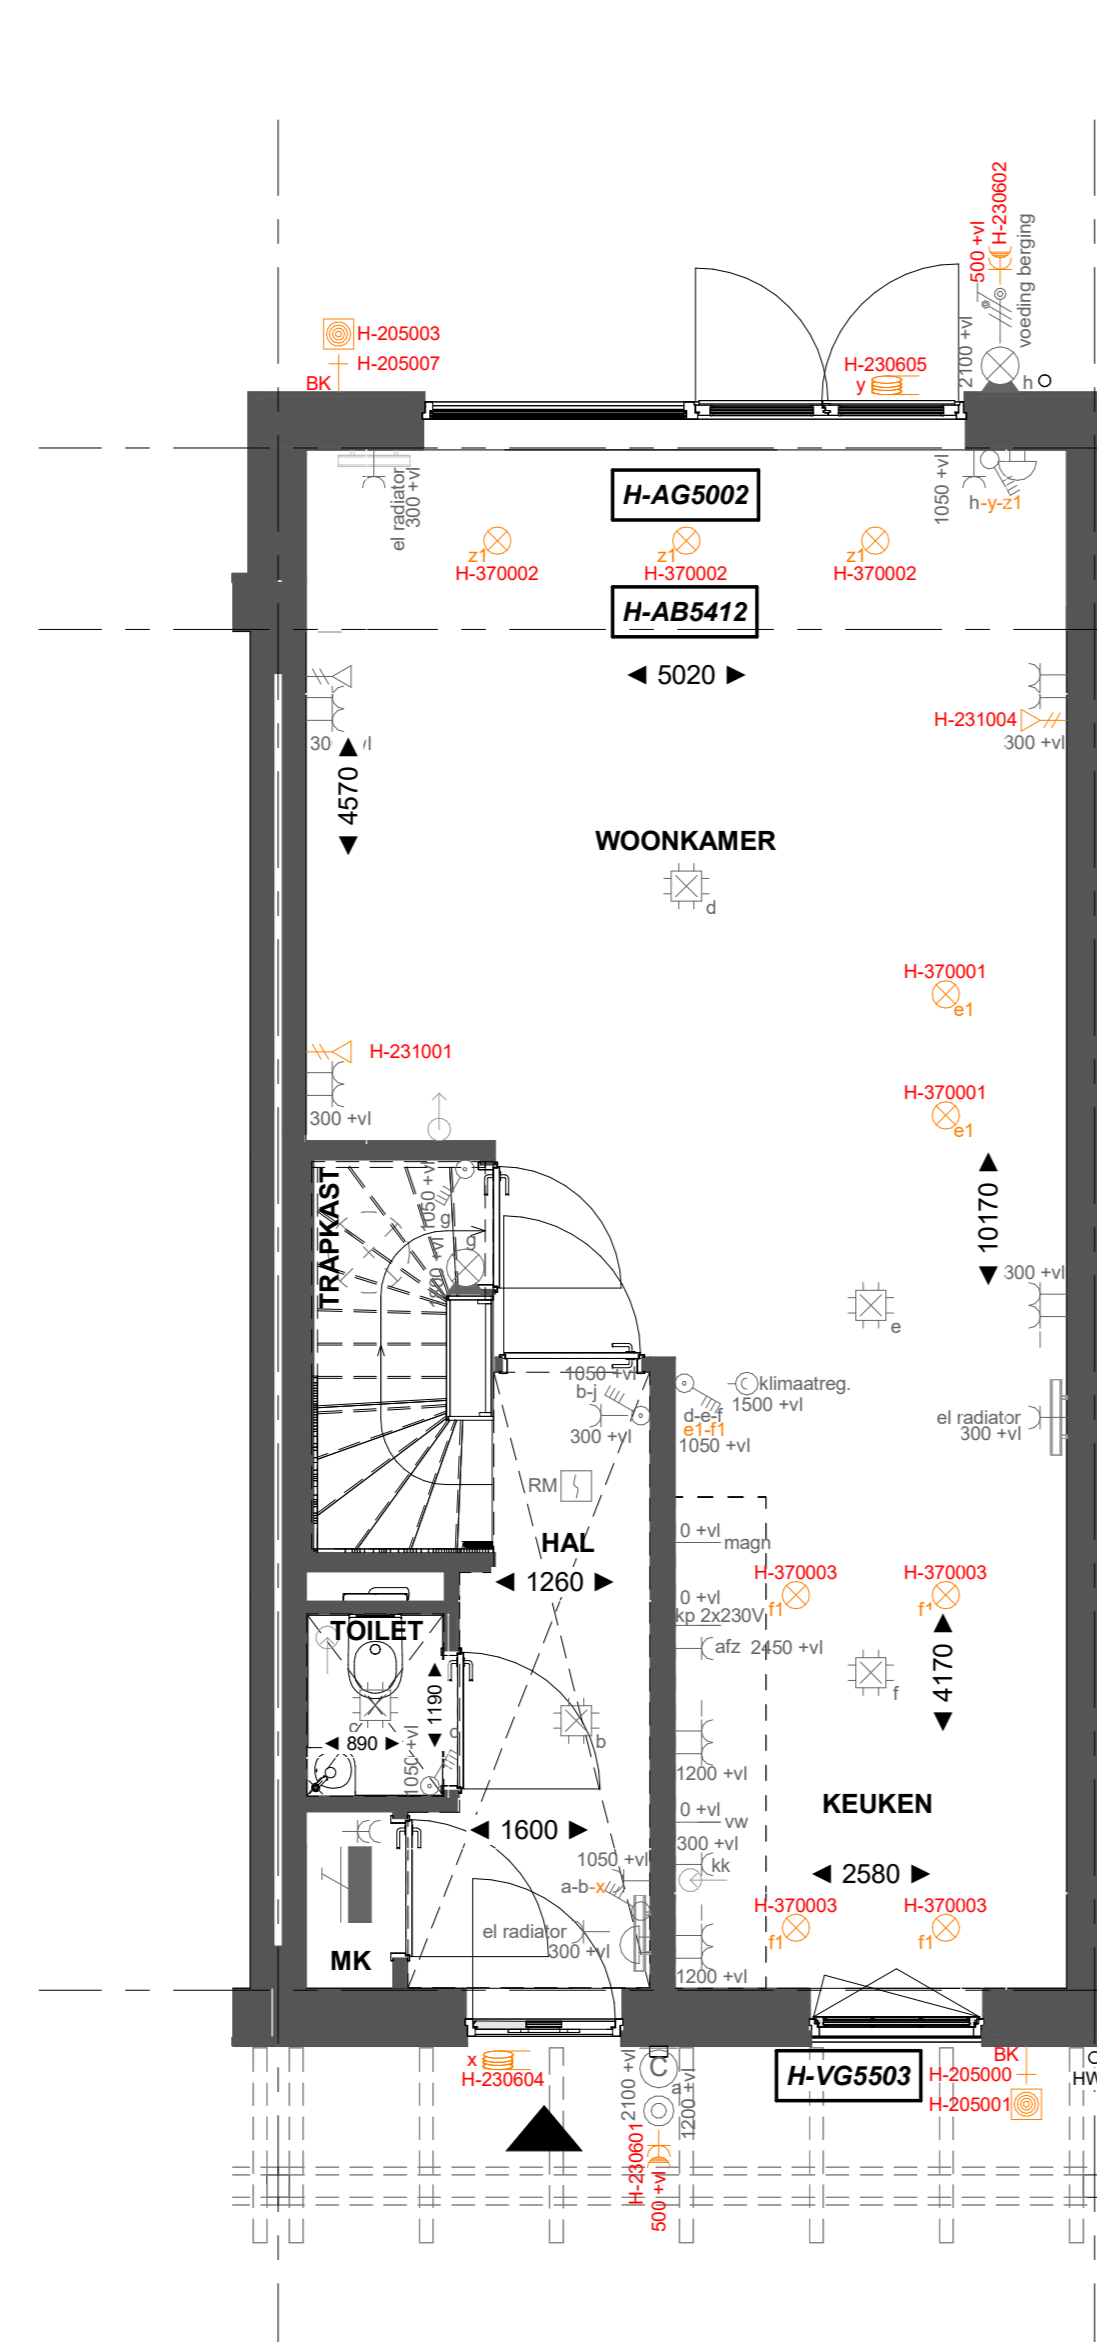 H-230602
500 +vl
voeding berging
2100 +vl
h
H-205003
H-205007
BK
H-230605
y
el radiator
300 +vl
1050 +vl
h-y-z1
H-AG5002
z1
H-370002
z1
H-370002
z1
H-370002
H-AB5412
5020
H-231004
300 +vl
4570
WOONKAMER
d
H-370001
e1
H-231001
300 +vl
H-370001
e1
10170
TRAPKAST
1050 +vl
g
g
300 +vl
e
1050 +vl
b-j
300 +vl
klimaatreg.
1500 +vl
d-e-f
e1-f1
1050 +vl
el radiator
300 +vl
RM
HAL
1260
0 +vl
magn
0 +vl
kp 2x230V
afz 2450 +vl
H-370003
f1
H-370003
4170
f
TOILET
1190
890
c
1050 +vl
b
1200 +vl
0 +vl
vw
300 +vl
kk
KEUKEN
2580
1600
1050 +vl
a-b-x
el radiator
300 +vl
H-370003
f1
H-370003
f1
1200 +vl
MK
x
H-230604
2100 +vl
C
a
1200 +vl
H-230601
500 +vl
H-VG5503
BK
H-205000
H-205001